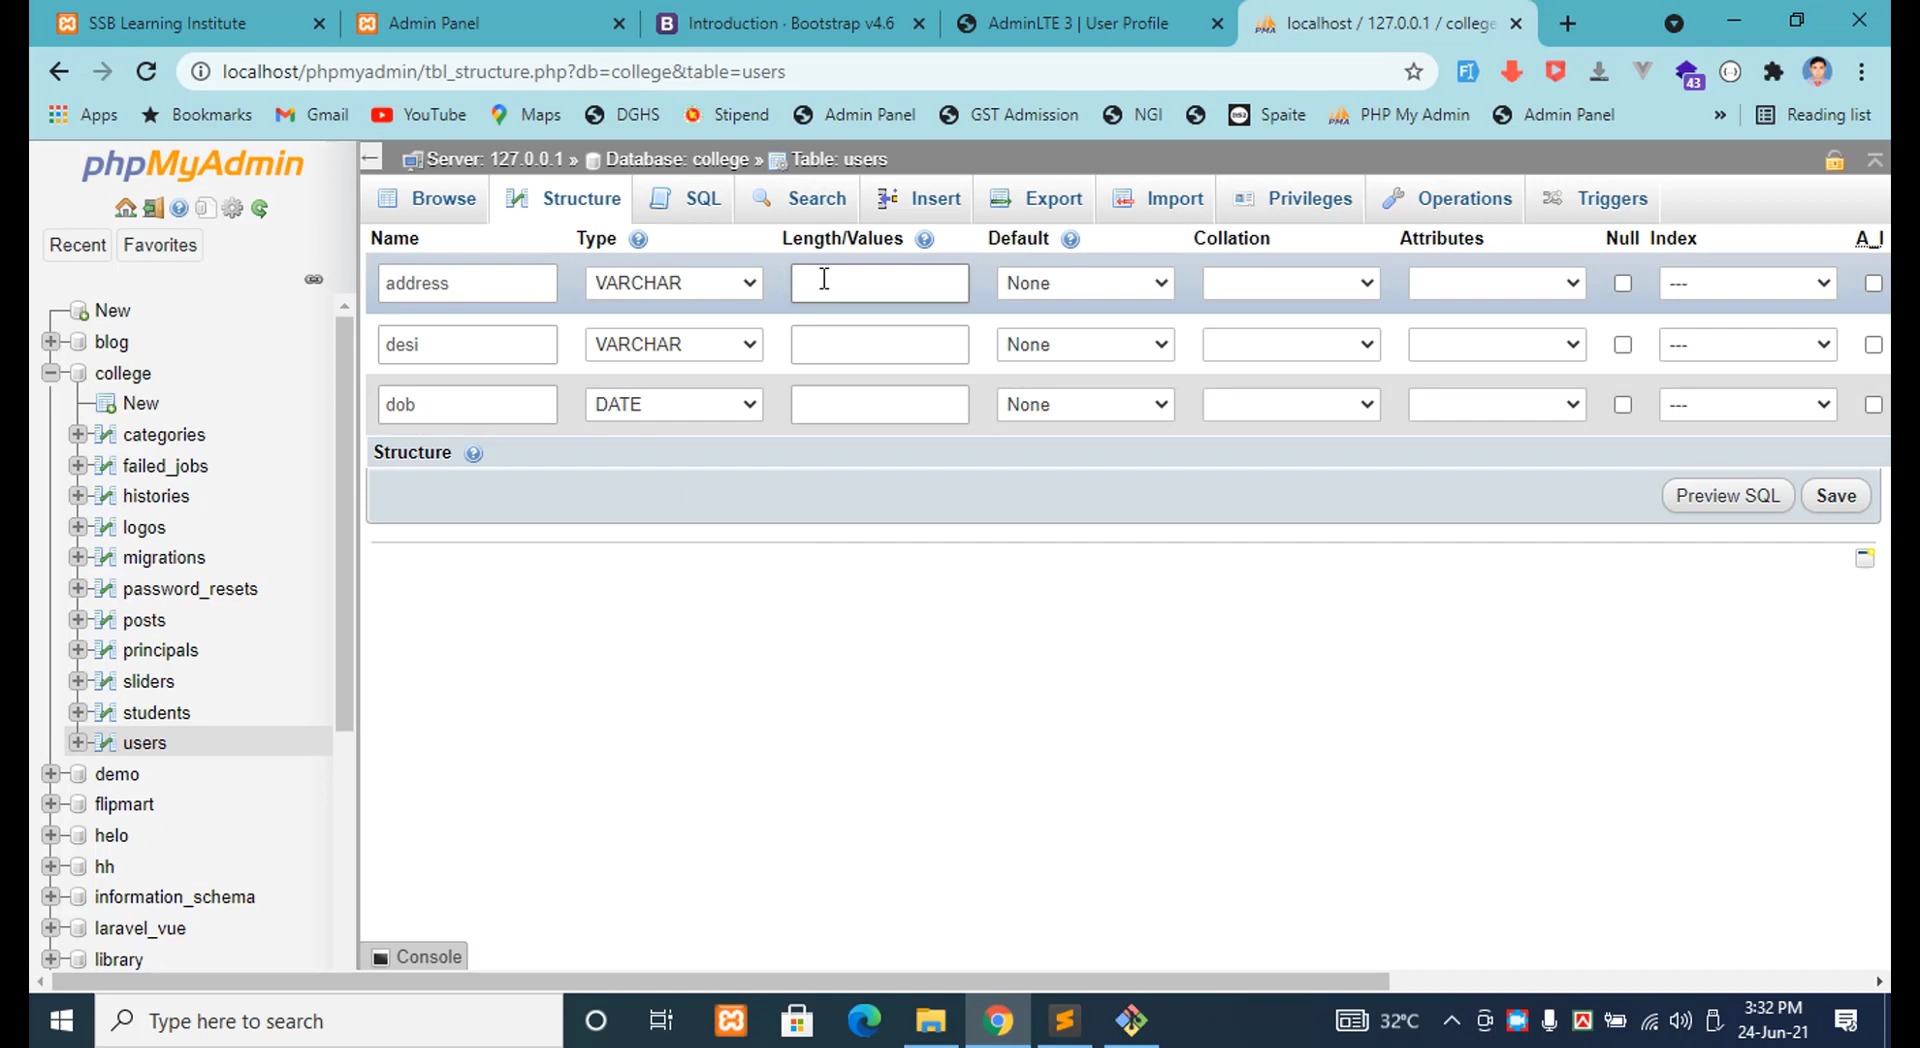 SSB Learning Institute
Admin Panel
Introduction · Bootstrap v4.6
AdminLTE 3 | User Profile
localhost / 127.0.0.1 / college
localhost/phpmyadmin/tbl_structure.php?db=college&table=users
43
Apps
Bookmarks
Gmail
YouTube
Maps
DGHS
Stipend
Admin Panel
GST Admission
NGI
Spaite
PHP My Admin
Admin Panel
»
Reading list
phpMyAdmin
Server: 127.0.0.1 » Database: college » Table: users
Browse
Structure
SQL
Search
Insert
Export
Import
Privileges
Operations
Triggers
Recent
Favorites
Name Type Length/Values Default Collation Attributes Null Index A_I
address VARCHAR None ---
desi VARCHAR None ---
dob DATE None ---
Structure
Preview SQL
Save
New
blog
college
New
categories
failed_jobs
histories
logos
migrations
password_resets
posts
principals
sliders
students
users
demo
flipmart
helo
hh
information_schema
laravel_vue
library
Console
Type here to search
32°C
3:32 PM
24-Jun-21